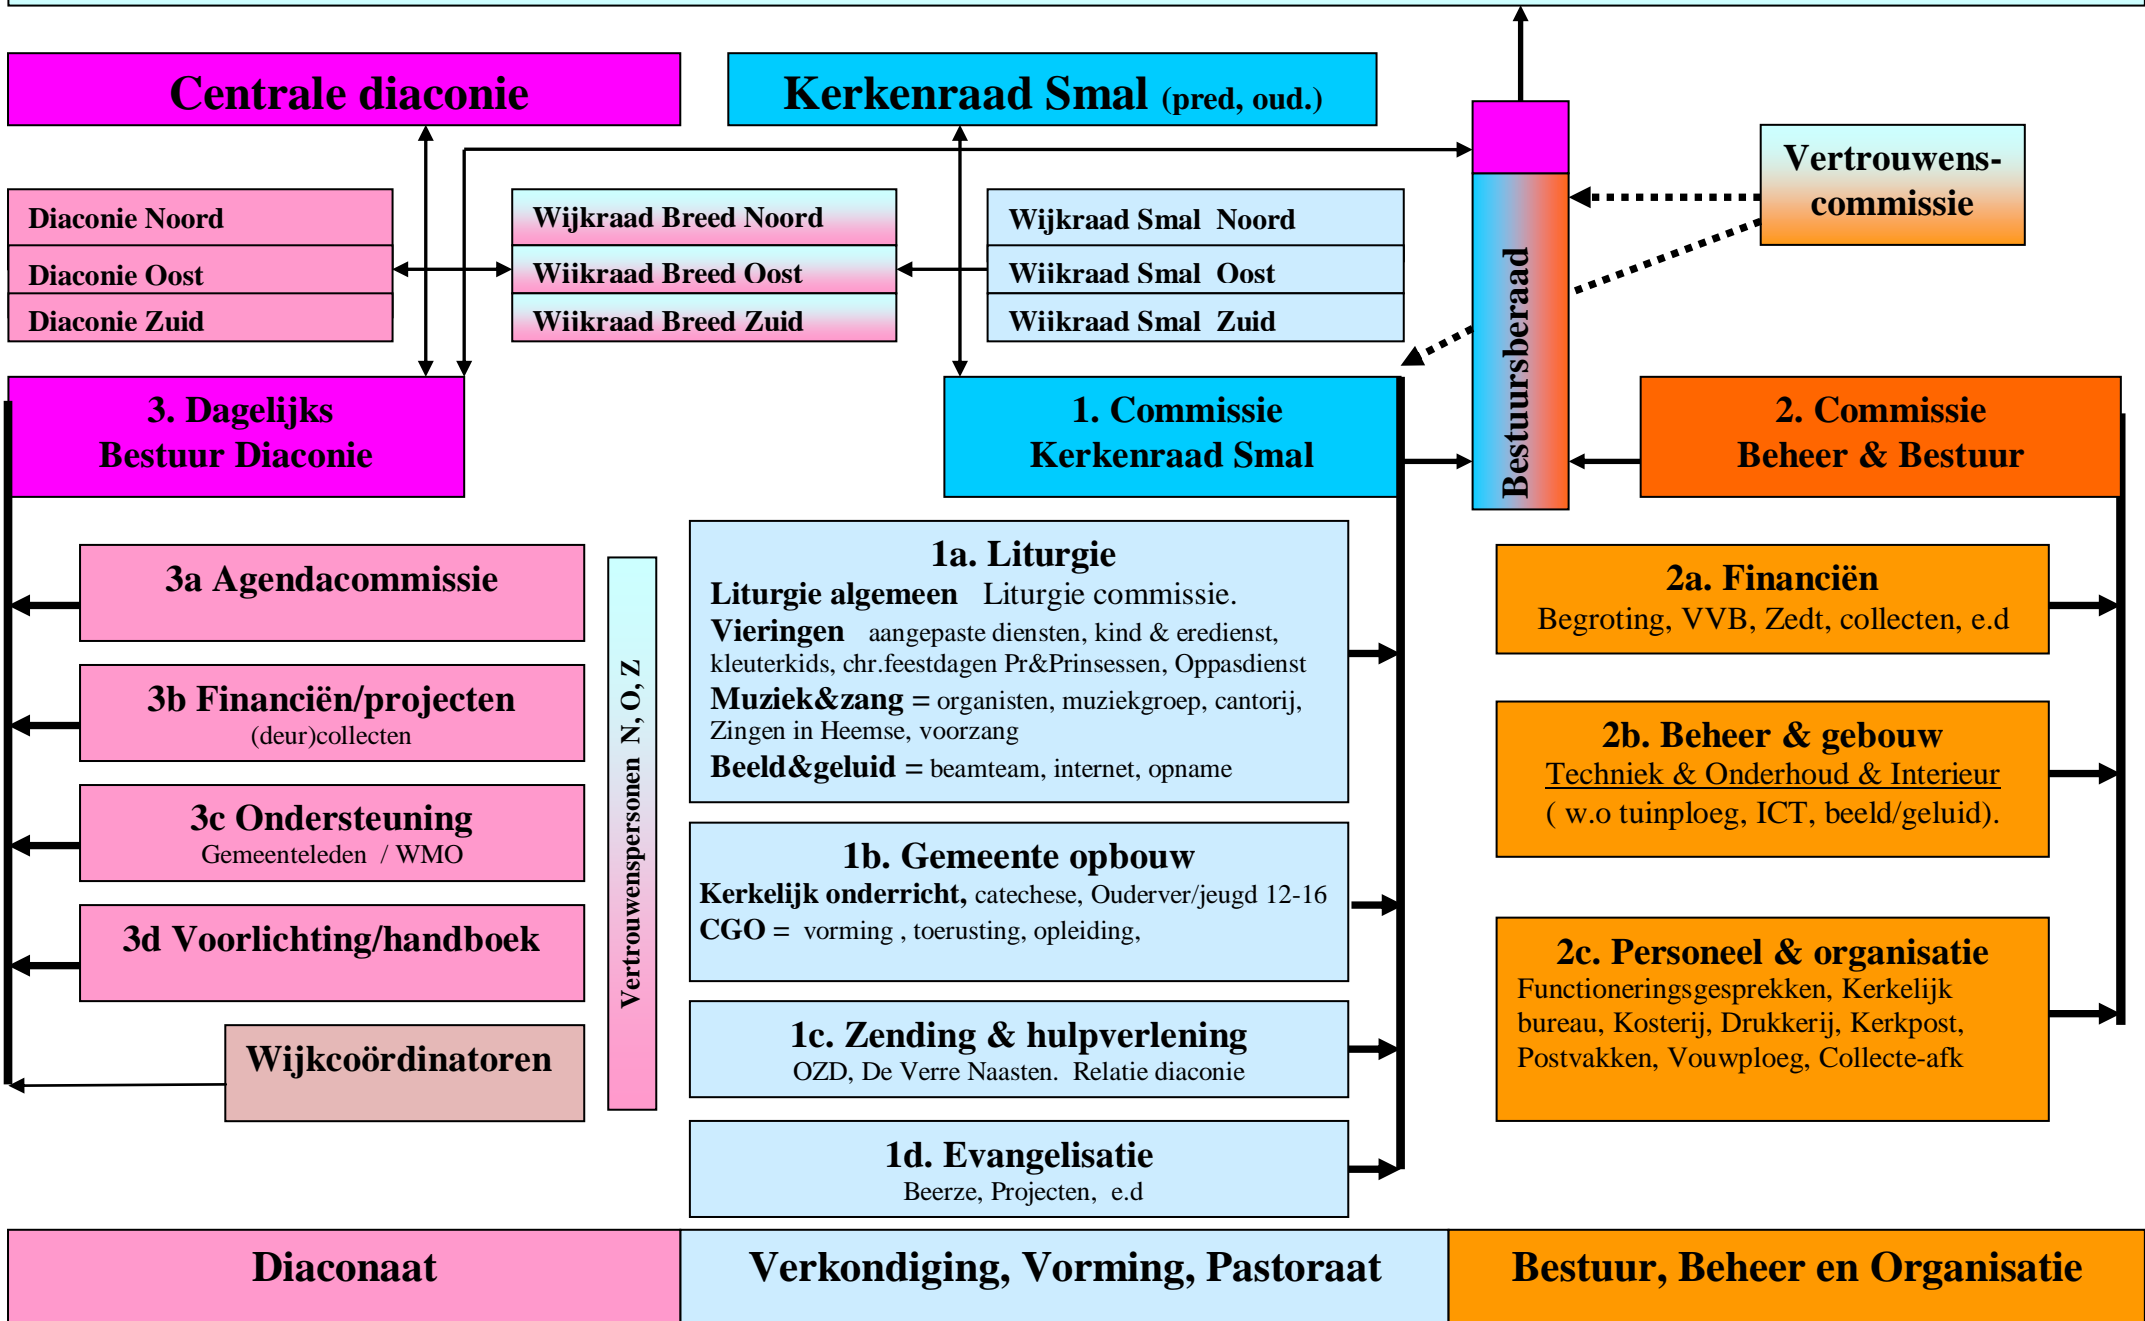 Centrale diaconie
Kerkenraad Smal (pred, oud.)
Vertrouwens-
commissie
Diaconie Noord
Diaconie Oost
Diaconie Zuid
Wijkraad Breed Noord
Wijkraad Breed Oost
Wijkraad Breed Zuid
Wijkraad Smal Noord
Wijkraad Smal Oost
Wijkraad Smal Zuid
Bestuursberaad
3. Dagelijks
Bestuur Diaconie
1. Commissie
Kerkenraad Smal
2. Commissie
Beheer & Bestuur
3a Agendacommissie
3b Financiën/projecten
(deur)collecten
3c Ondersteuning
Gemeenteleden / WMO
3d Voorlichting/handboek
Wijkcoördinatoren
Vertrouwenspersonen N, O, Z
1a. Liturgie
Liturgie algemeen Liturgie commissie.
Vieringen aangepaste diensten, kind & eredienst,
kleuterkids, chr.feestdagen Pr&Prinsessen, Oppasdienst
Muziek&zang = organisten, muziekgroep, cantorij,
Zingen in Heemse, voorzang
Beeld&geluid = beamteam, internet, opname
1b. Gemeente opbouw
Kerkelijk onderricht, catechese, Ouderver/jeugd 12-16
CGO = vorming , toerusting, opleiding,
1c. Zending & hulpverlening
OZD, De Verre Naasten. Relatie diaconie
1d. Evangelisatie
Beerze, Projecten, e.d
2a. Financiën
Begroting, VVB, Zedt, collecten, e.d
2b. Beheer & gebouw
Techniek & Onderhoud & Interieur
( w.o tuinploeg, ICT, beeld/geluid).
2c. Personeel & organisatie
Functioneringsgesprekken, Kerkelijk
bureau, Kosterij, Drukkerij, Kerkpost,
Postvakken, Vouwploeg, Collecte-afk
Diaconaat
Verkondiging, Vorming, Pastoraat
Bestuur, Beheer en Organisatie